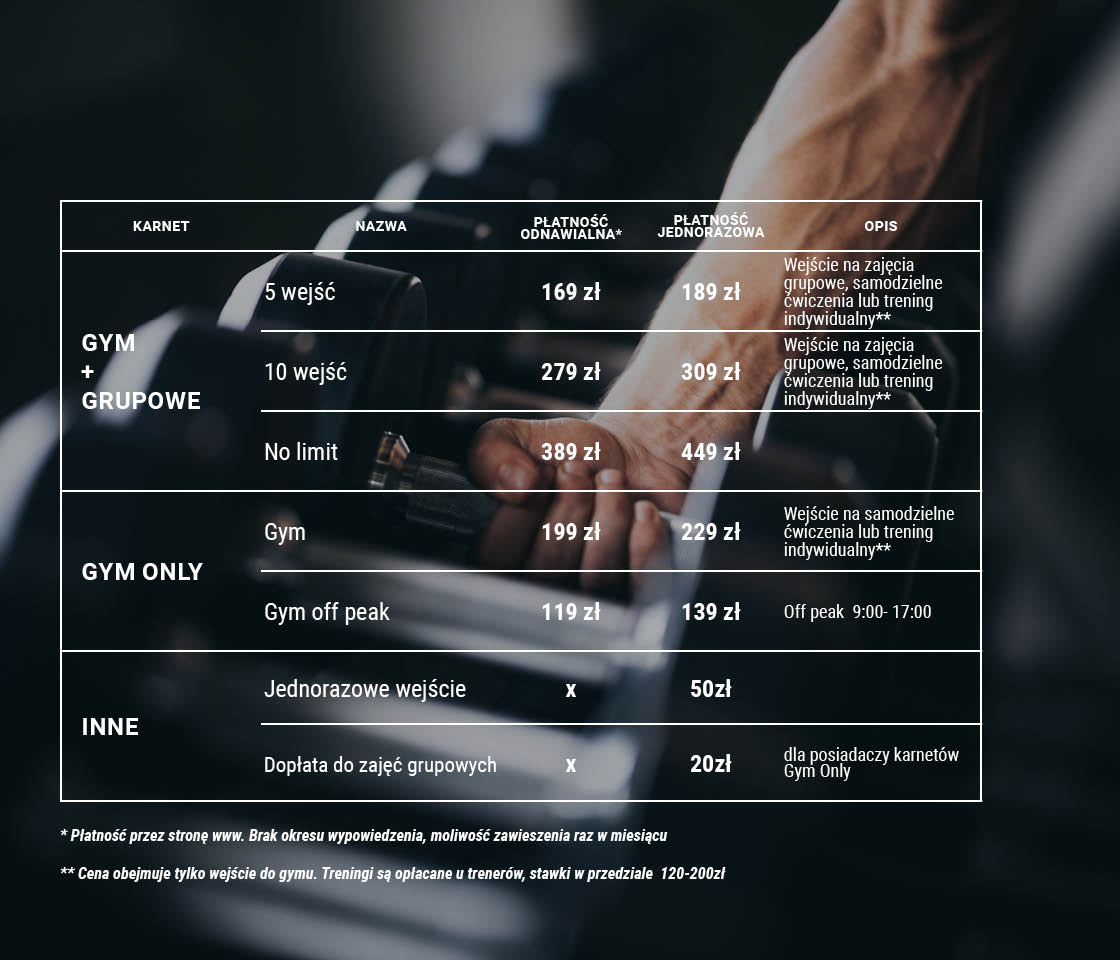 KARNET
NAZWA
PŁATNOŚĆ
ODNAWIALNA*
PŁATNOŚĆ
JEDNORAZOWA
OPIS
GYM
+
GRUPOWE
5 wejść
169 zł
189 zł
Wejście na zajęcia
grupowe, samodzielne
ćwiczenia lub trening
indywidualny**
10 wejść
279 zł
309 zł
Wejście na zajęcia
grupowe, samodzielne
ćwiczenia lub trening
indywidualny**
No limit
389 zł
449 zł
GYM ONLY
Gym
199 zł
229 zł
Wejście na samodzielne
ćwiczenia lub trening
indywidualny**
Gym off peak
119 zł
139 zł
Off peak  9:00- 17:00
INNE
Jednorazowe wejście
x
50zł
Dopłata do zajęć grupowych
x
20zł
dla posiadaczy karnetów
Gym Only
* Płatność przez stronę www. Brak okresu wypowiedzenia, moliwość zawieszenia raz w miesiącu
** Cena obejmuje tylko wejście do gymu. Treningi są opłacane u trenerów, stawki w przedziale  120-200zł